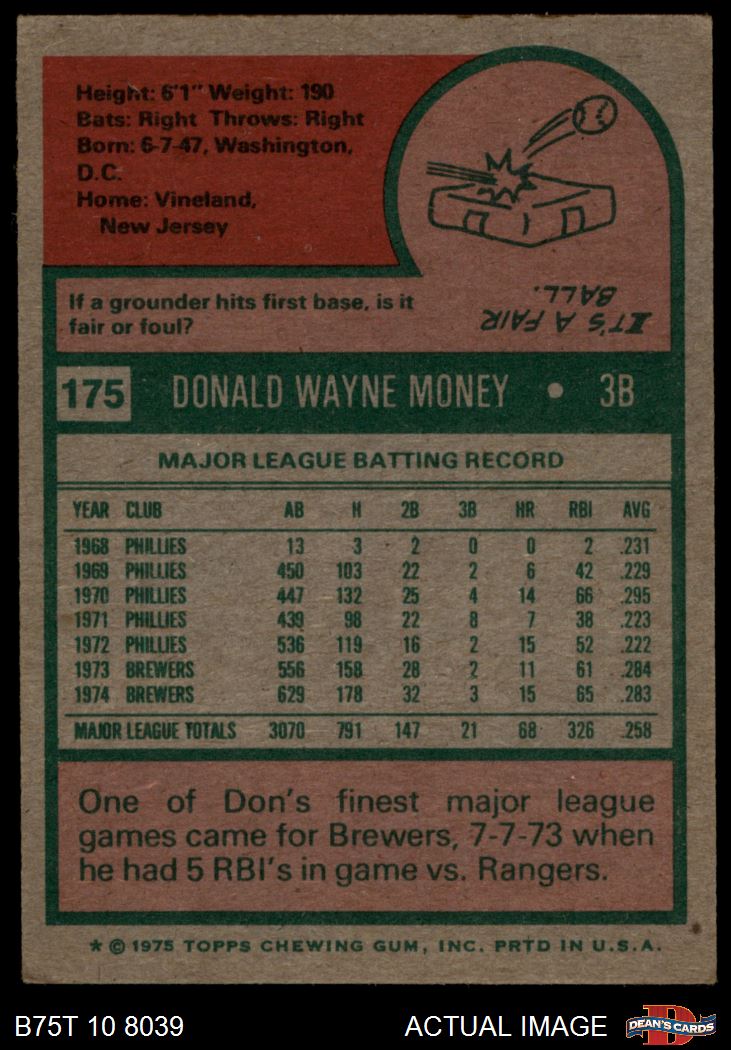 Height: 6'1" Weight: 190
Bats: Right Throws: Right
Born: 6-7-47, Washington,
D.C.
Home: Vineland,
New Jersey
If a grounder hits first base, is it
fair or foul?
IT'S A FAIR
BALL.
175 DONALD WAYNE MONEY • 3B
MAJOR LEAGUE BATTING RECORD
YEAR CLUB AB H 2B 3B HR RBI AVG
1968 PHILLIES 13 3 2 0 0 2 .231
1969 PHILLIES 450 103 22 2 6 42 .229
1970 PHILLIES 447 132 25 4 14 66 .295
1971 PHILLIES 439 98 22 8 7 38 .223
1972 PHILLIES 536 119 16 2 15 52 .222
1973 BREWERS 556 158 28 2 11 61 .284
1974 BREWERS 629 178 32 3 15 65 .283
MAJOR LEAGUE TOTALS 3070 791 147 21 68 326 .258
One of Don's finest major league
games came for Brewers, 7-7-73 when
he had 5 RBI's in game vs. Rangers.
* © 1975 TOPPS CHEWING GUM, INC. PRTD IN U.S.A.
B75T 10 8039 ACTUAL IMAGE DEAN'S CARDS